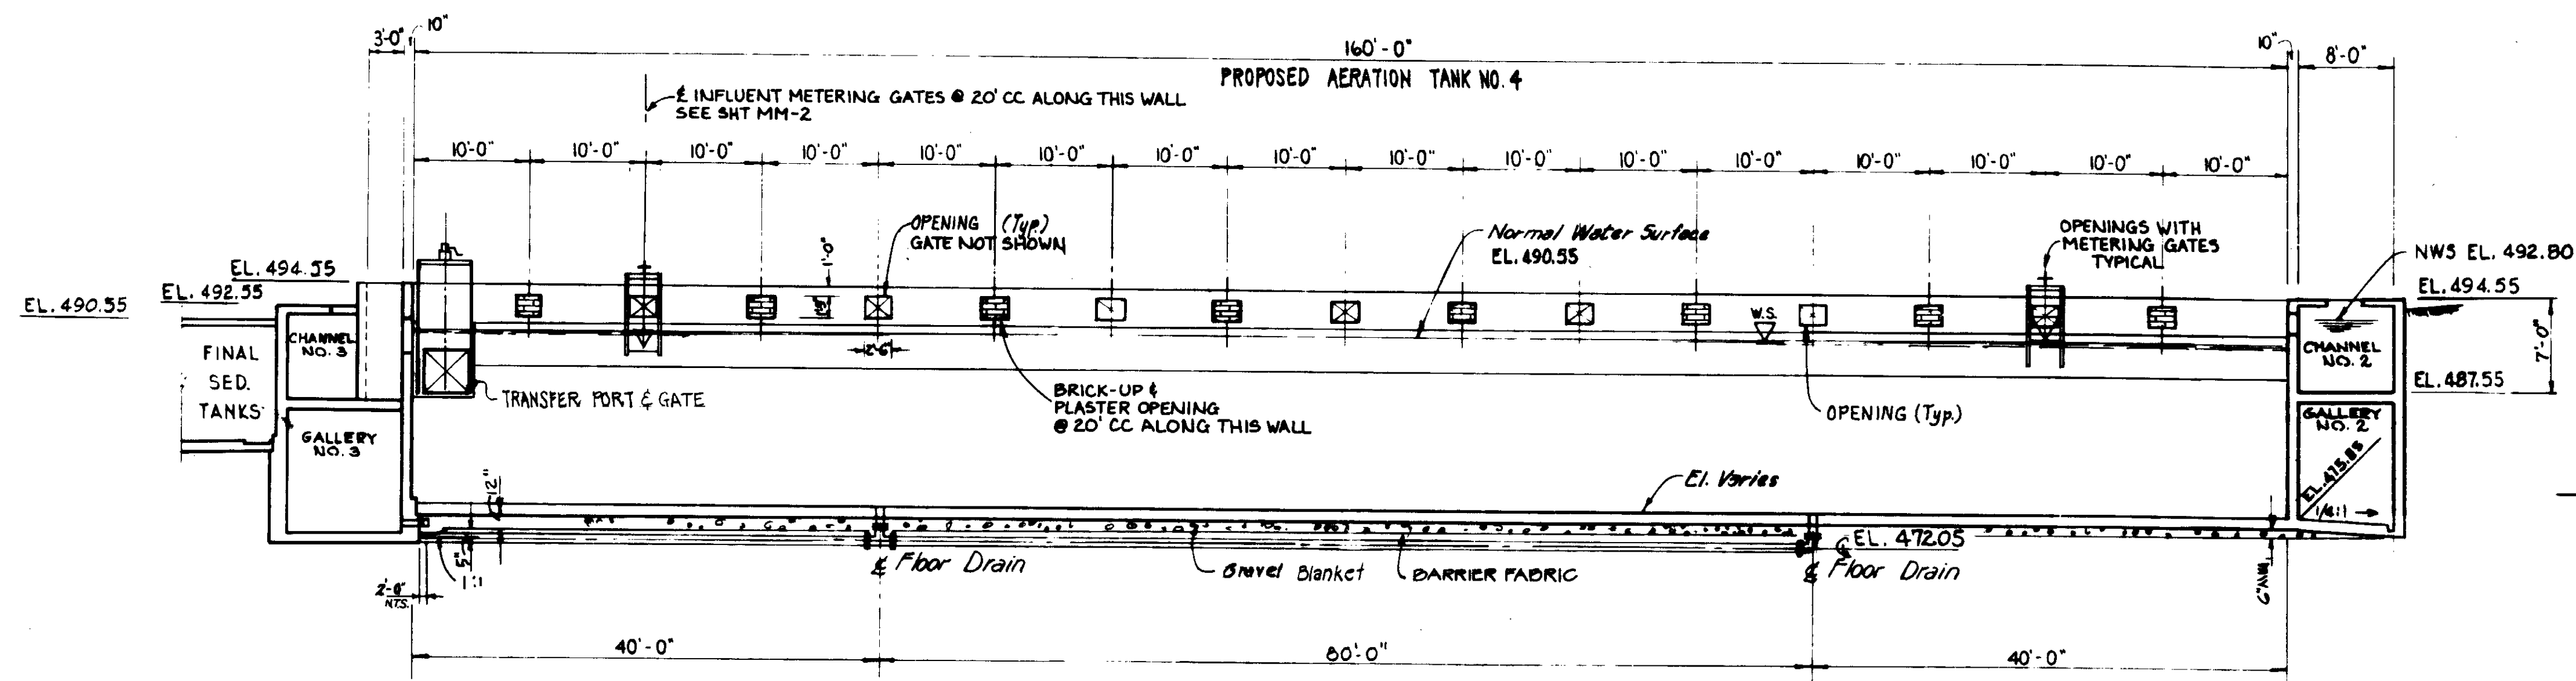 3'-0"
10"
160'-0"
10"
8'-0"
PROPOSED AERATION TANK NO. 4
℄ INFLUENT METERING GATES @ 20' CC ALONG THIS WALL
SEE SHT MM-2
10'-0" 10'-0" 10'-0" 10'-0" 10'-0" 10'-0" 10'-0" 10'-0" 10'-0" 10'-0" 10'-0" 10'-0" 10'-0" 10'-0" 10'-0" 10'-0"
OPENING (Typ.)
GATE NOT SHOWN
1'-0"
Normal Water Surface
EL. 490.55
OPENINGS WITH
METERING GATES
TYPICAL
NWS EL. 492.80
EL. 494.55
EL. 492.55
EL. 490.55
EL. 494.55
W.S.
2'-6"
7'-0"
FINAL
SED.
TANKS
CHANNEL
NO. 3
CHANNEL
NO. 2
EL. 487.55
TRANSFER PORT & GATE
BRICK-UP &
PLASTER OPENING
@ 20' CC ALONG THIS WALL
OPENING (Typ.)
GALLERY
NO. 3
GALLERY
NO. 2
12"
El. Varies
5"
1:1
2'-0"
N.T.S.
℄ Floor Drain
Gravel Blanket
BARRIER FABRIC
EL. 472.05
℄ Floor Drain
40'-0"
80'-0"
40'-0"